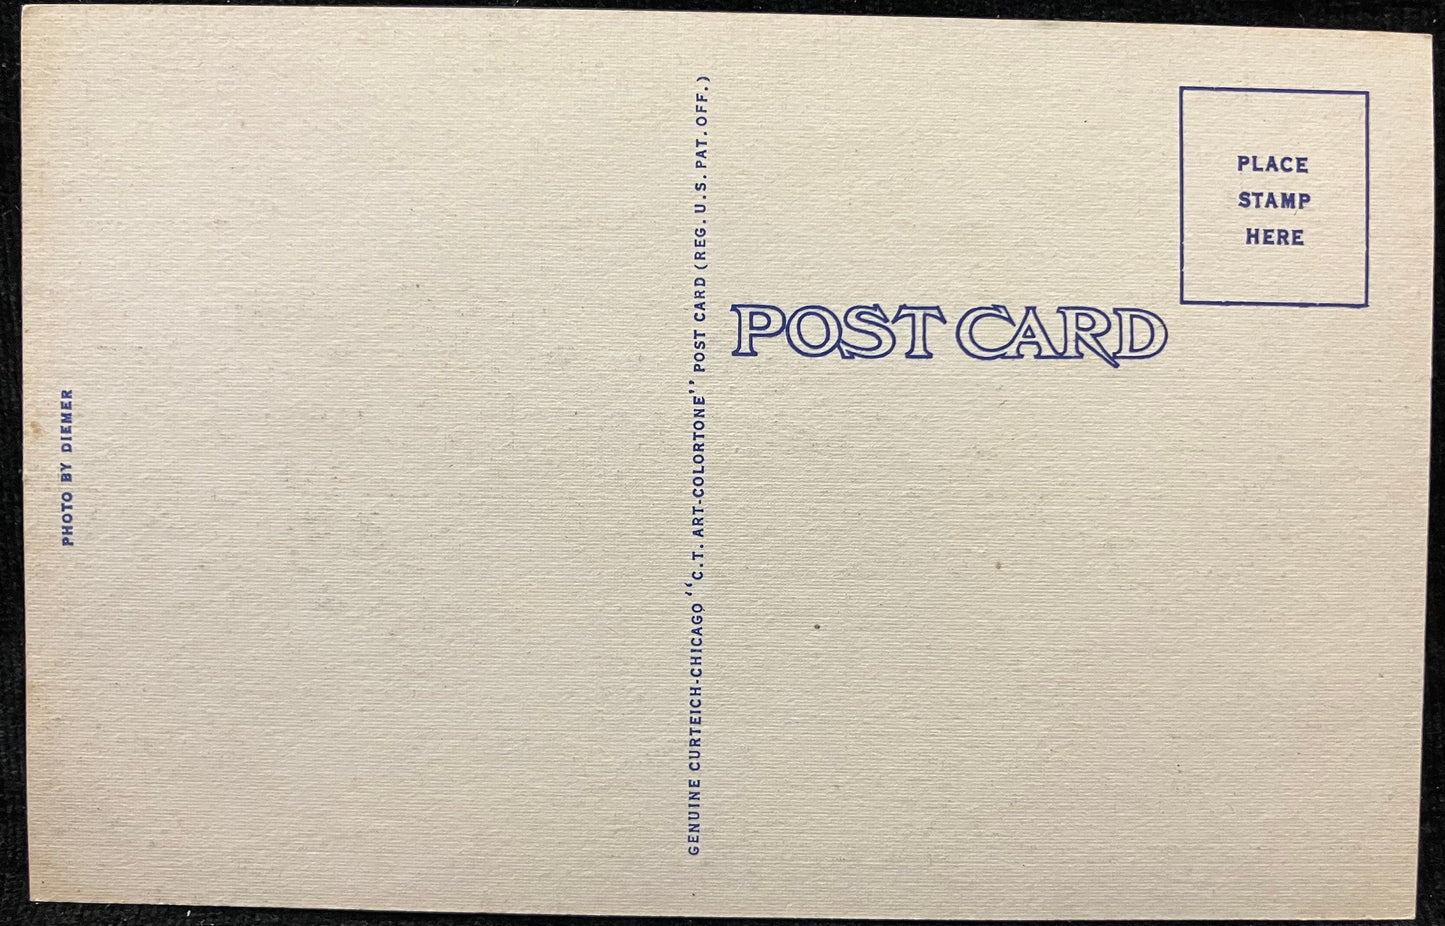 PHOTO BY DIEMER
GENUINE CURTEICH-CHICAGO "C.T. ART-COLORTONE" POST CARD (REG. U.S. PAT. OFF.)
PLACE
STAMP
HERE
POST CARD